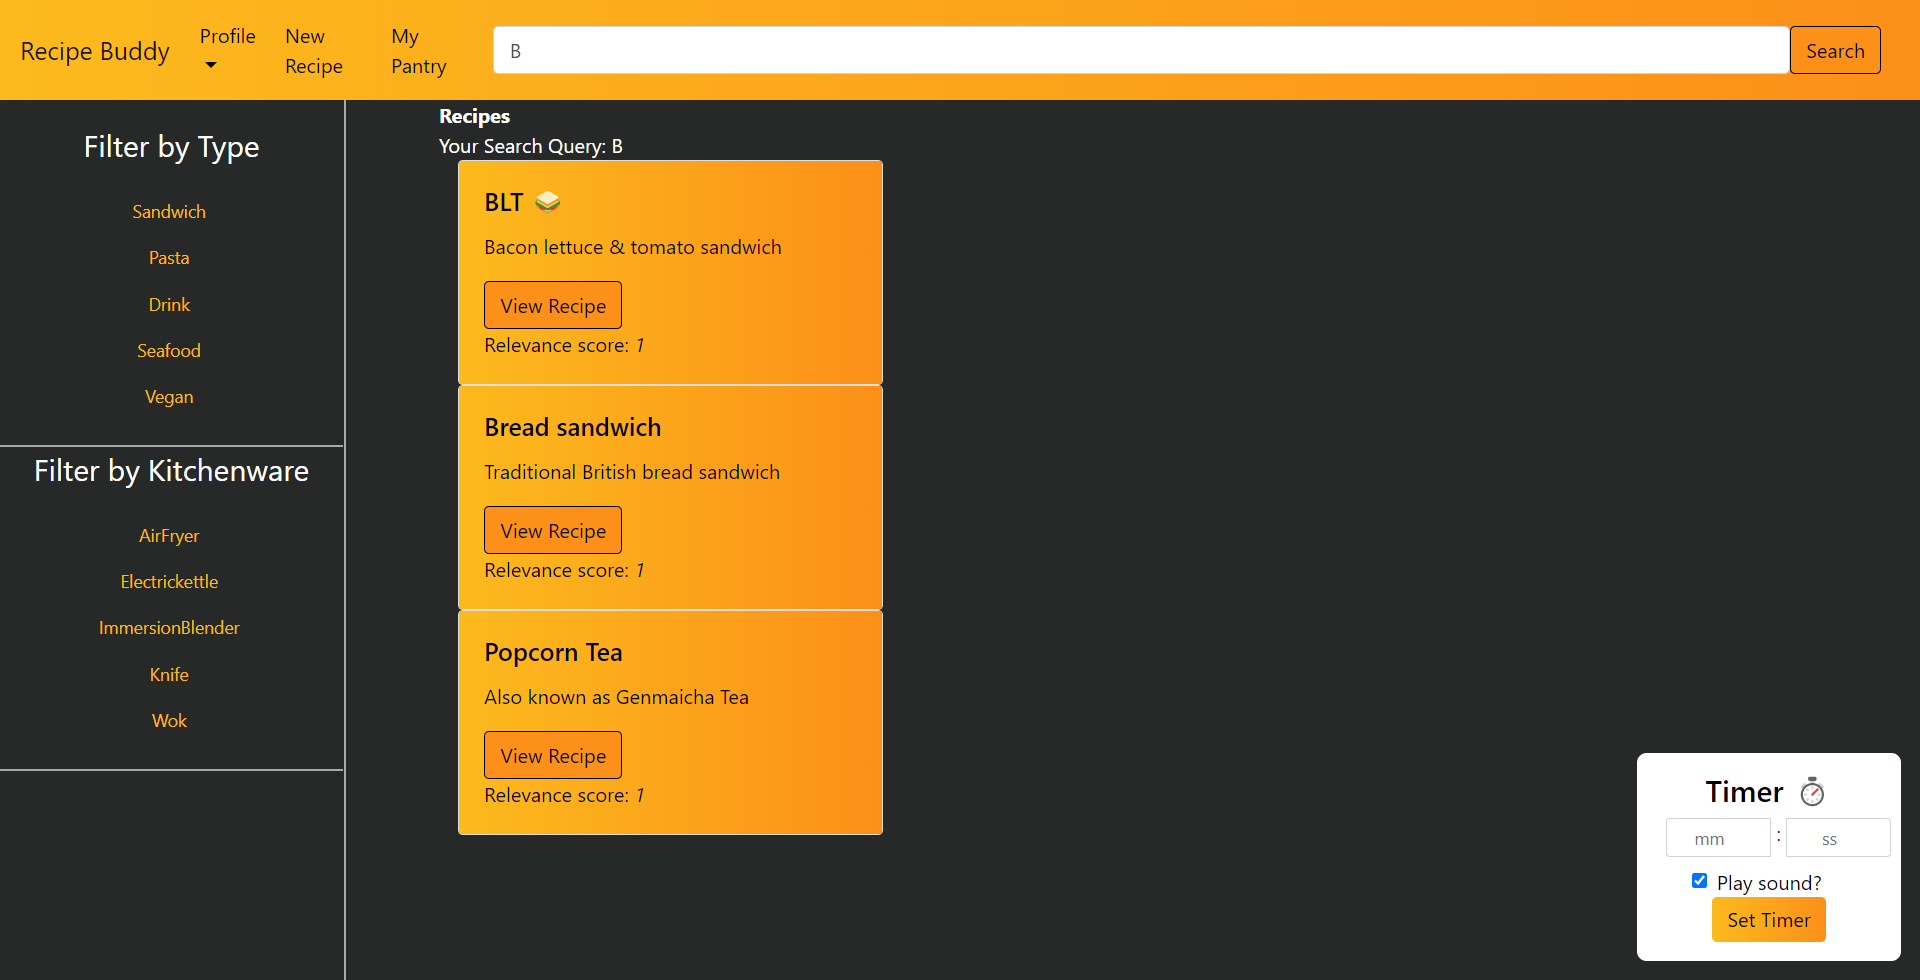 Recipe Buddy
Profile
New
Recipe
My
Pantry
B
Search
Filter by Type
Sandwich
Pasta
Drink
Seafood
Vegan
Filter by Kitchenware
AirFryer
Electrickettle
ImmersionBlender
Knife
Wok
Recipes
Your Search Query: B
BLT 🥪
Bacon lettuce & tomato sandwich
View Recipe
Relevance score: 1
Bread sandwich
Traditional British bread sandwich
View Recipe
Relevance score: 1
Popcorn Tea
Also known as Genmaicha Tea
View Recipe
Relevance score: 1
Timer ⏱
mm : ss
Play sound?
Set Timer